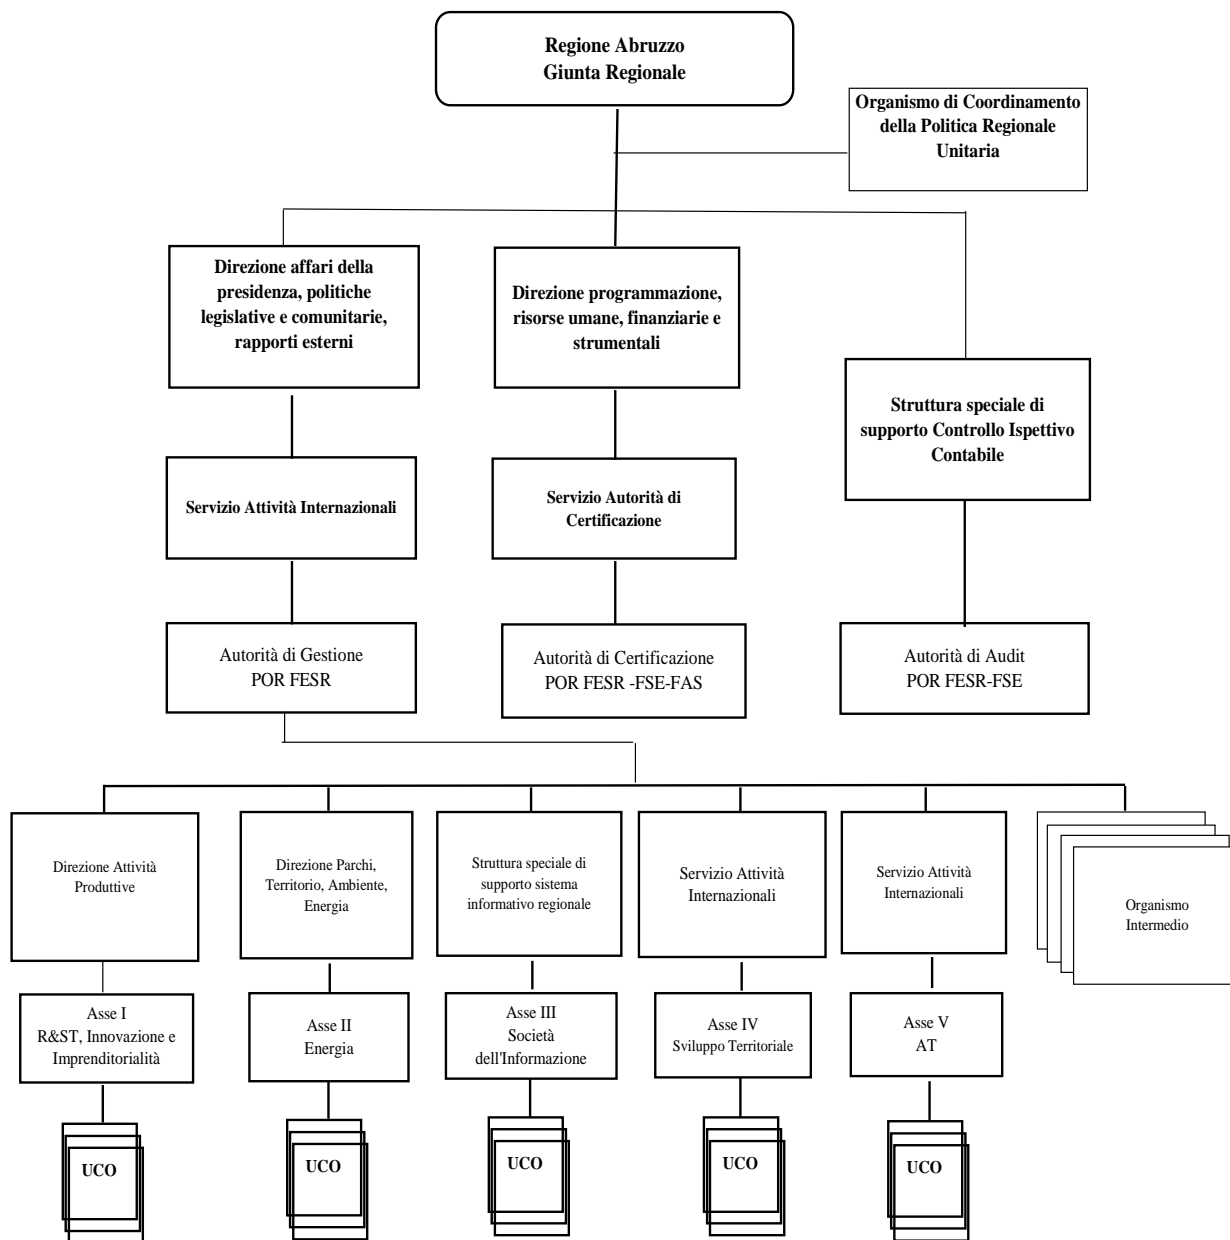 Regione Abruzzo
Giunta Regionale
Organismo di Coordinamento
della Politica Regionale
Unitaria
Direzione affari della
presidenza, politiche
legislative e comunitarie,
rapporti esterni
Direzione programmazione,
risorse umane, finanziarie e
strumentali
Struttura speciale di
supporto Controllo Ispettivo
Contabile
Servizio Attività Internazionali
Servizio Autorità di
Certificazione
Autorità di Gestione
POR FESR
Autorità di Certificazione
POR FESR -FSE-FAS
Autorità di Audit
POR FESR-FSE
Direzione Attività
Produttive
Direzione Parchi,
Territorio, Ambiente,
Energia
Struttura speciale di
supporto sistema
informativo regionale
Servizio Attività
Internazionali
Servizio Attività
Internazionali
Organismo
Intermedio
Asse I
R&ST, Innovazione e
Imprenditorialità
Asse II
Energia
Asse III
Società
dell'Informazione
Asse IV
Sviluppo Territoriale
Asse V
AT
UCO
UCO
UCO
UCO
UCO